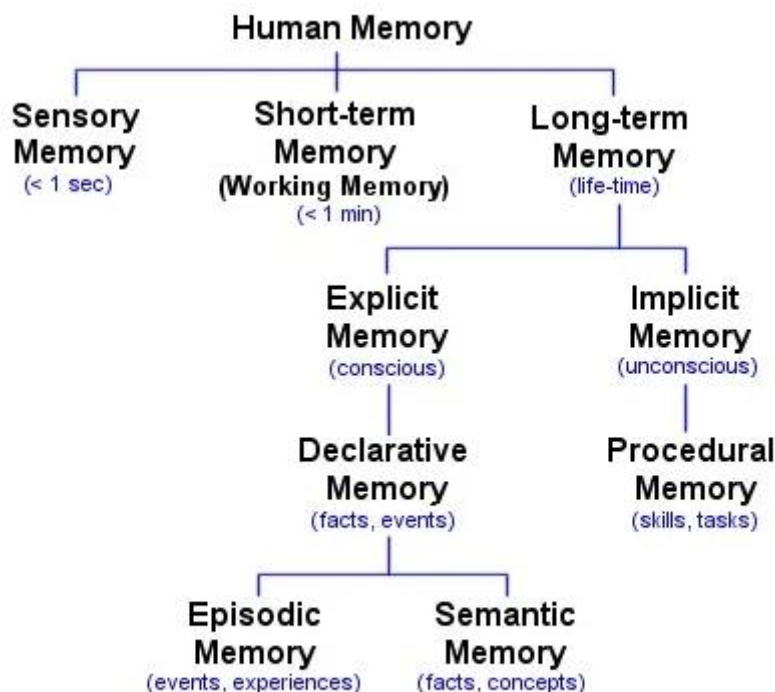 Human Memory
Sensory
Memory
(< 1 sec)
Short-term
Memory
(Working Memory)
(< 1 min)
Long-term
Memory
(life-time)
Explicit
Memory
(conscious)
Implicit
Memory
(unconscious)
Declarative
Memory
(facts, events)
Procedural
Memory
(skills, tasks)
Episodic
Memory
(events, experiences)
Semantic
Memory
(facts, concepts)